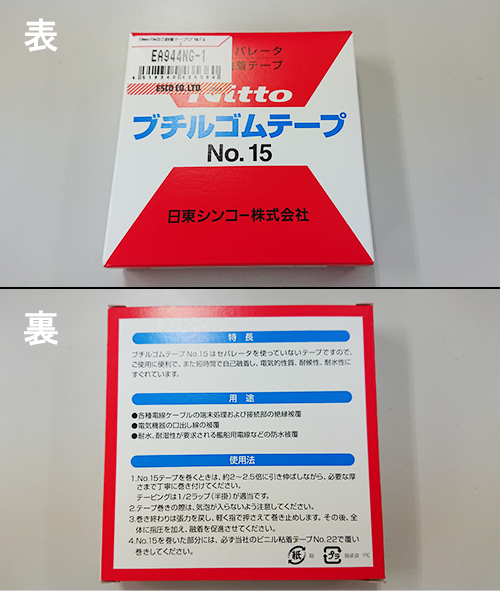 表
EA944NG-1
ESCO CO.,LTD.
パレータ
着テープ
Nitto
ブチルゴムテープ
No.15
日東シンコー株式会社
裏
特長
ブチルゴムテープ No.15はセパレータを使っていないテープですので、
ご使用に便利で、また短時間で自己融着し、電気的性質、耐候性、耐水性に
すぐれています。
用途
●各種電線ケーブルの端末処理および接続部の絶縁被覆
●電気機器の口出し線の被覆
●耐水、耐湿性が要求される艦船用電線などの防水被覆
使用法
1.No.15テープを巻くときは、約2〜2.5倍に引き伸ばしながら、必要な厚
さまで丁寧に巻き付けてください。
テーピングは1/2ラップ(半掛)が適当です。
2.テープ巻きの際は、気泡が入らないよう注意してください。
3.巻き終わりは張力を戻し、軽く指で押さえて巻き止めします。その後、全
体に指圧を加え、融着を促進させてください。
4.No.15を巻いた部分には、必ず当社のビニル粘着テープNo.22で覆い
巻きしてください。
紙 箱 プラ 個装袋:PE